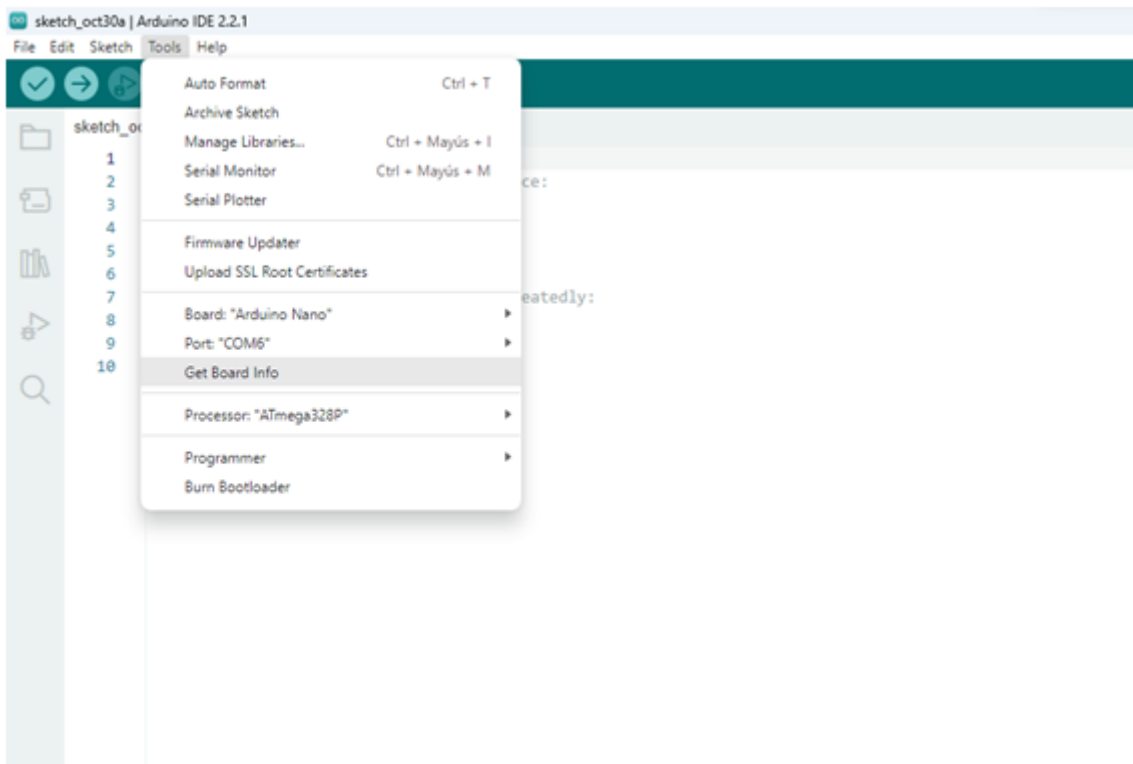 sketch_oct30a | Arduino IDE 2.2.1
File Edit Sketch Tools Help
sketch_oc
Auto Format Ctrl + T
Archive Sketch
Manage Libraries... Ctrl + Mayús + I
Serial Monitor Ctrl + Mayús + M
Serial Plotter
Firmware Updater
Upload SSL Root Certificates
Board: "Arduino Nano"
Port: "COM6"
Get Board Info
Processor: "ATmega328P"
Programmer
Burn Bootloader
1
2 ce:
3
4
5
6
7 eatedly:
8
9
10